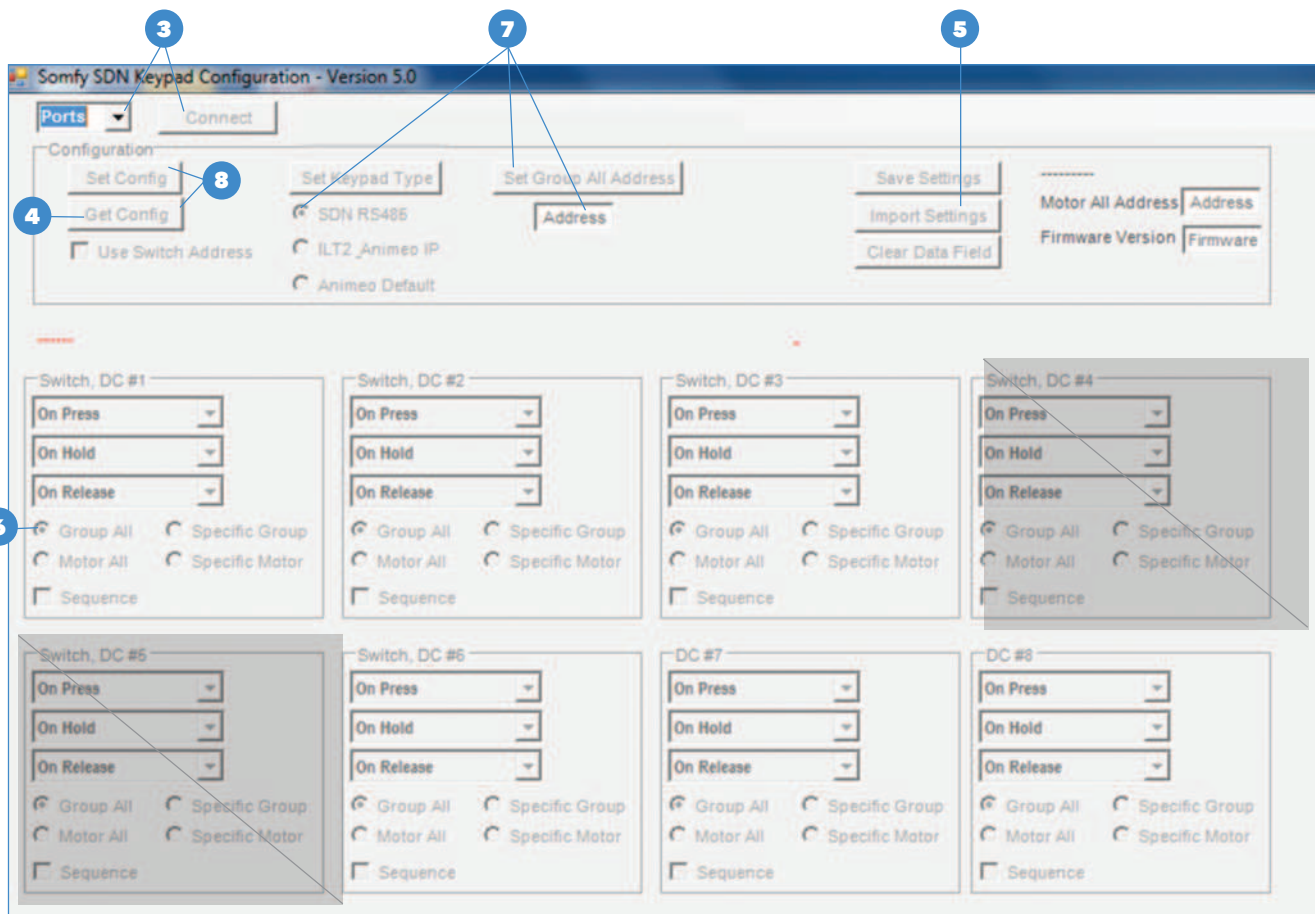 3 7 5
Somfy SDN Keypad Configuration - Version 5.0
Ports Connect
Configuration
Set Config 8 Set Keypad Type Set Group All Address Save Settings ---------
4 Get Config SDN RS485 Address Import Settings Motor All Address Address
Use Switch Address ILT2_Animeo IP Clear Data Field Firmware Version Firmware
Animeo Default
Switch, DC #1 Switch, DC #2 Switch, DC #3 Switch, DC #4
On Press On Press On Press On Press
On Hold On Hold On Hold On Hold
On Release On Release On Release On Release
6 Group All Specific Group Group All Specific Group Group All Specific Group Group All Specific Group
Motor All Specific Motor Motor All Specific Motor Motor All Specific Motor Motor All Specific Motor
Sequence Sequence Sequence Sequence
Switch, DC #5 Switch, DC #6 DC #7 DC #8
On Press On Press On Press On Press
On Hold On Hold On Hold On Hold
On Release On Release On Release On Release
Group All Specific Group Group All Specific Group Group All Specific Group Group All Specific Group
Motor All Specific Motor Motor All Specific Motor Motor All Specific Motor Motor All Specific Motor
Sequence Sequence Sequence Sequence